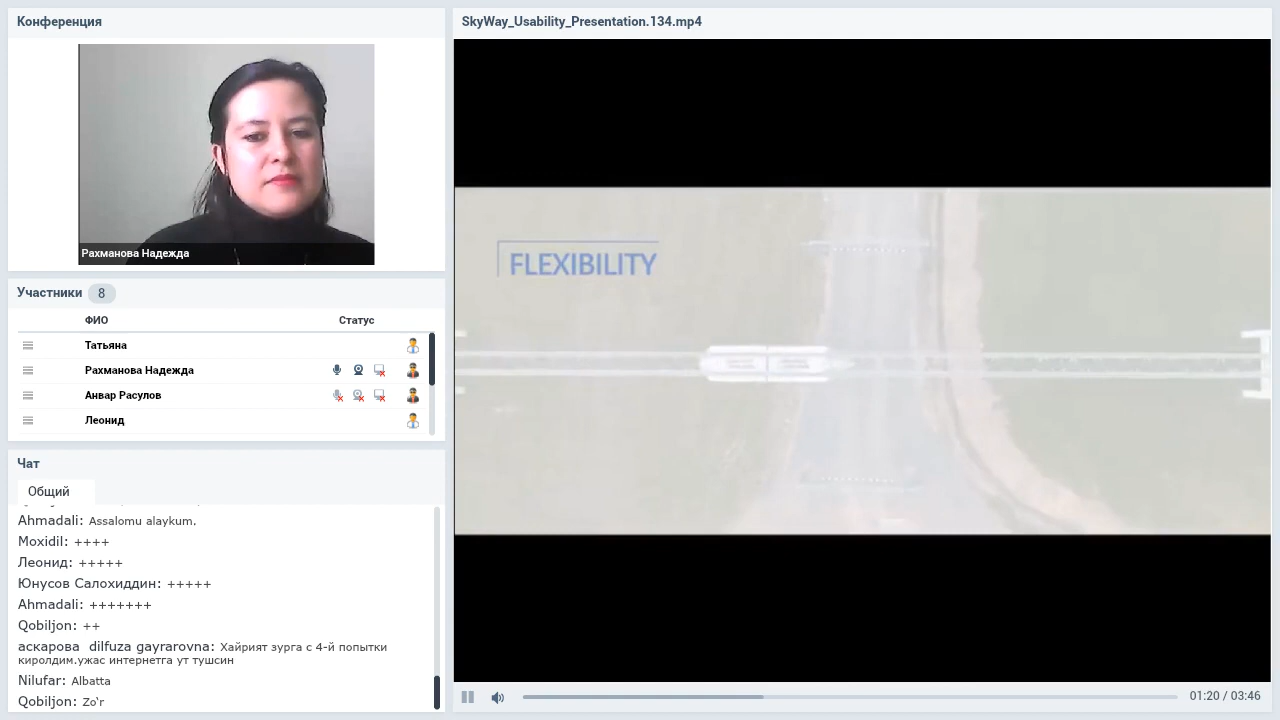 Конференция
Рахманова Надежда
Участники 8
ФИО Статус
Татьяна
Рахманова Надежда
Анвар Расулов
Леонид
Чат
Общий
Ahmadali: Assalomu alaykum.
Moxidil: ++++
Леонид: +++++
Юнусов Салохиддин: +++++
Ahmadali: +++++++
Qobiljon: ++
аскарова dilfuza gayrarovna: Хайрият зурга с 4-й попытки
киролдим.ужас интернетга ут тушсин
Nilufar: Albatta
Qobiljon: Zo'r
SkyWay_Usability_Presentation.134.mp4
FLEXIBILITY
01:20 / 03:46